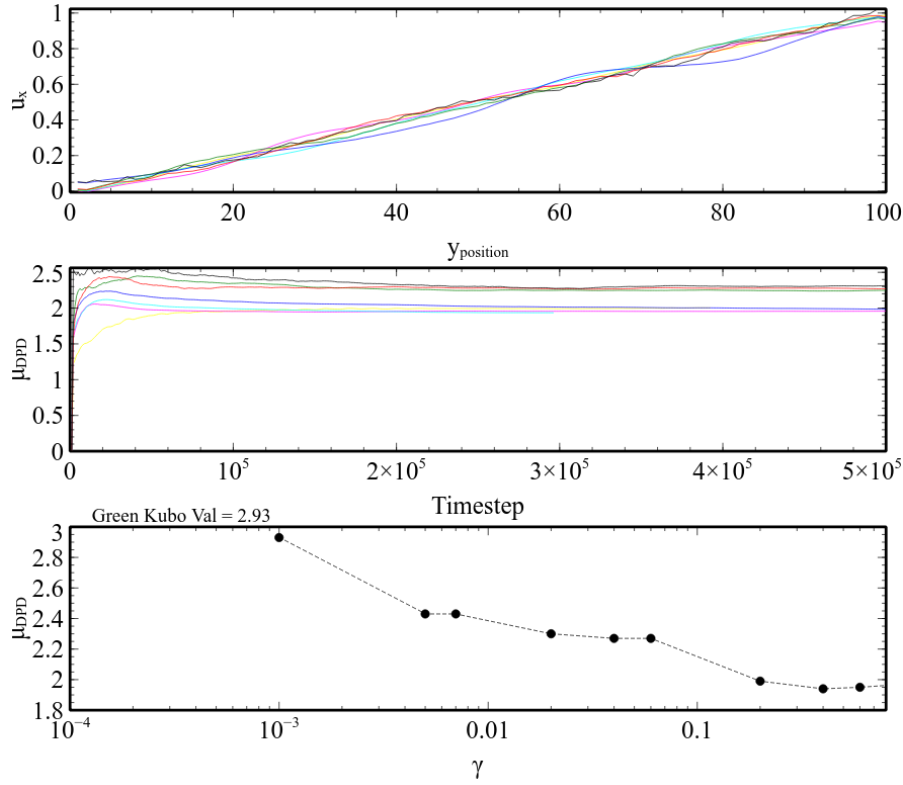 1
0.8
0.6
0.4
0.2
0
u_x
0 20 40 60 80 100
y_position
2.5
2
1.5
1
0.5
0
μ_DPD
0 10^5 2×10^5 3×10^5 4×10^5 5×10^5
Timestep
Green Kubo Val = 2.93
3
2.8
2.6
2.4
2.2
2
1.8
μ_DPD
10^-4 10^-3 0.01 0.1
γ